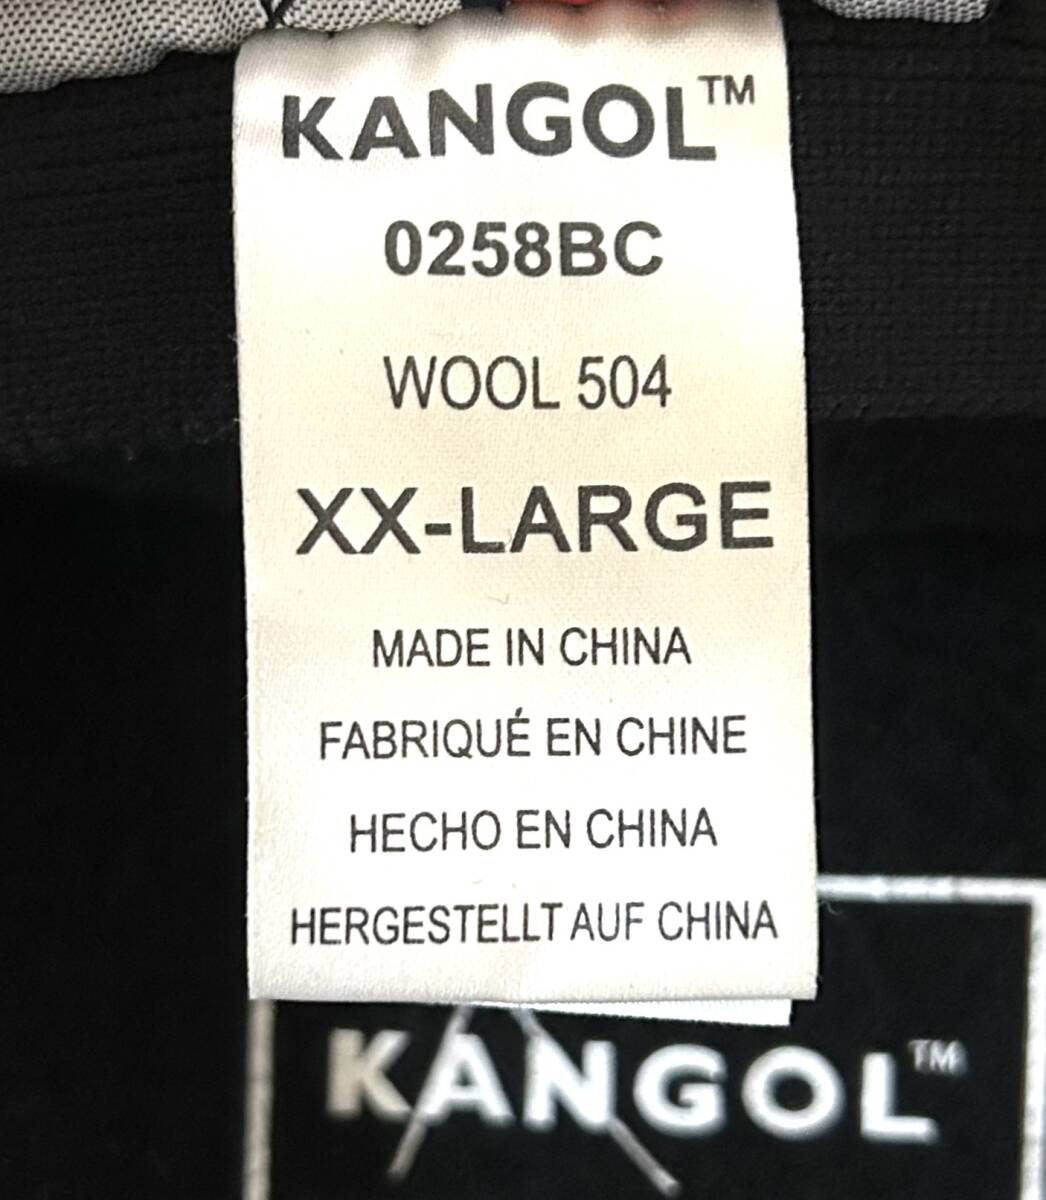 KANGOL™
0258BC
WOOL 504
XX-LARGE
MADE IN CHINA
FABRIQUÉ EN CHINE
HECHO EN CHINA
HERGESTELLT AUF CHINA
KANGOL™